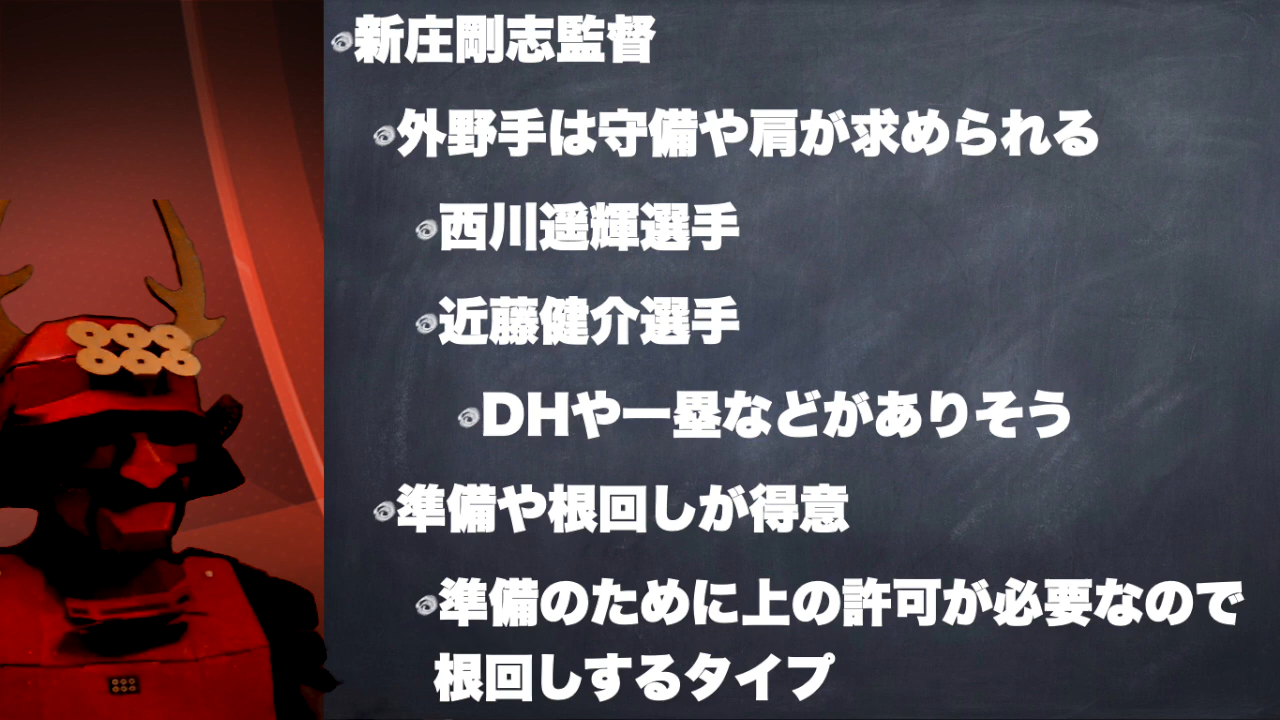 新庄剛志監督
外野手は守備や肩が求められる
西川遥輝選手
近藤健介選手
DHや一塁などがありそう
準備や根回しが得意
準備のために上の許可が必要なので
根回しするタイプ